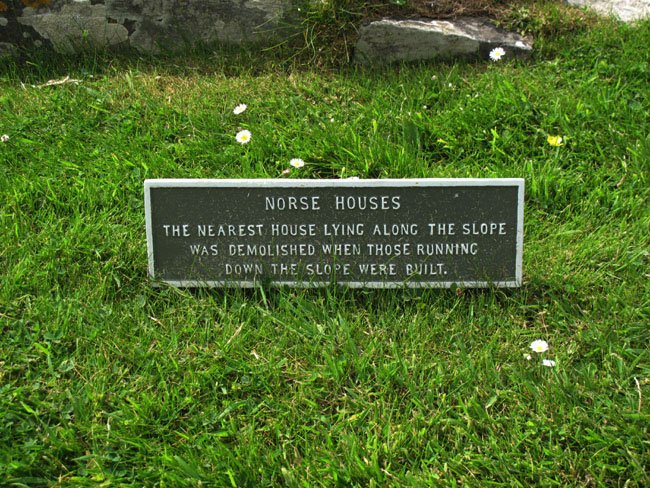 NORSE HOUSES
THE NEAREST HOUSE LYING ALONG THE SLOPE
WAS DEMOLISHED WHEN THOSE RUNNING
DOWN THE SLOPE WERE BUILT.